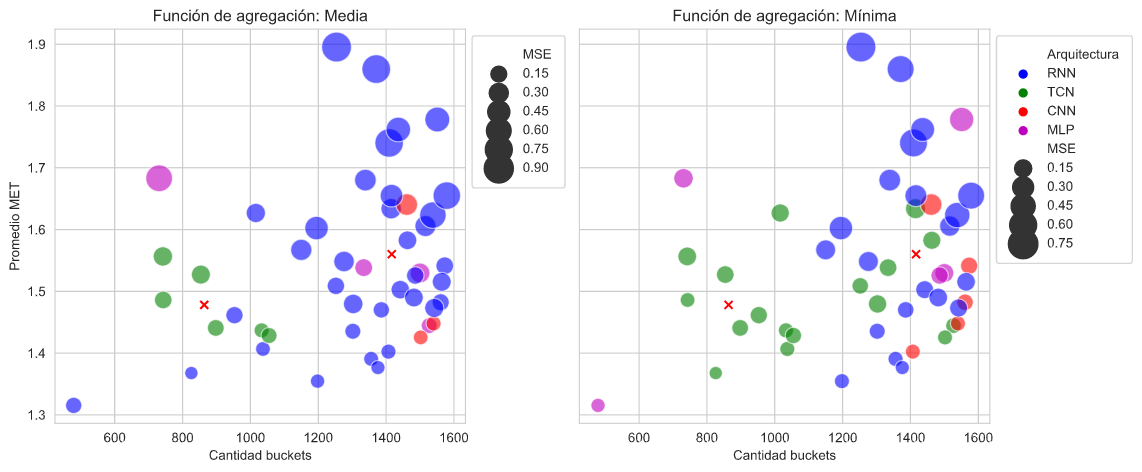 Función de agregación: Media
Función de agregación: Mínima
Promedio MET
1.9
1.8
1.7
1.6
1.5
1.4
1.3
600 800 1000 1200 1400 1600
Cantidad buckets
MSE
0.15
0.30
0.45
0.60
0.75
0.90
600 800 1000 1200 1400 1600
Cantidad buckets
Arquitectura
RNN
TCN
CNN
MLP
MSE
0.15
0.30
0.45
0.60
0.75